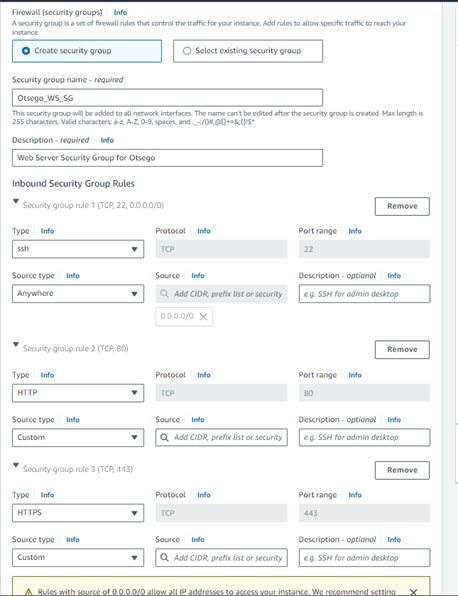 Firewall (security groups) Info
A security group is a set of firewall rules that control the traffic for your instance. Add rules to allow specific traffic to reach your
instance.
Create security group
Select existing security group
Security group name - required
Otsego_WS_SG
This security group will be added to all network interfaces. The name can't be edited after the security group is created. Max length is
255 characters. Valid characters: a-z, A-Z, 0-9, spaces, and ._-:/()#,@[]+=&;{}!$*
Description - required Info
Web Server Security Group for Otsego
Inbound Security Group Rules
Security group rule 1 (TCP, 22, 0.0.0.0/0) Remove
Type Info Protocol Info Port range Info
ssh TCP 22
Source type Info Source Info Description - optional Info
Anywhere Add CIDR, prefix list or security e.g. SSH for admin desktop
0.0.0.0/0
Security group rule 2 (TCP, 80) Remove
Type Info Protocol Info Port range Info
HTTP TCP 80
Source type Info Source Info Description - optional Info
Custom Add CIDR, prefix list or security e.g. SSH for admin desktop
Security group rule 3 (TCP, 443) Remove
Type Info Protocol Info Port range Info
HTTPS TCP 443
Source type Info Source Info Description - optional Info
Custom Add CIDR, prefix list or security e.g. SSH for admin desktop
Rules with source of 0.0.0.0/0 allow all IP addresses to access your instance. We recommend setting